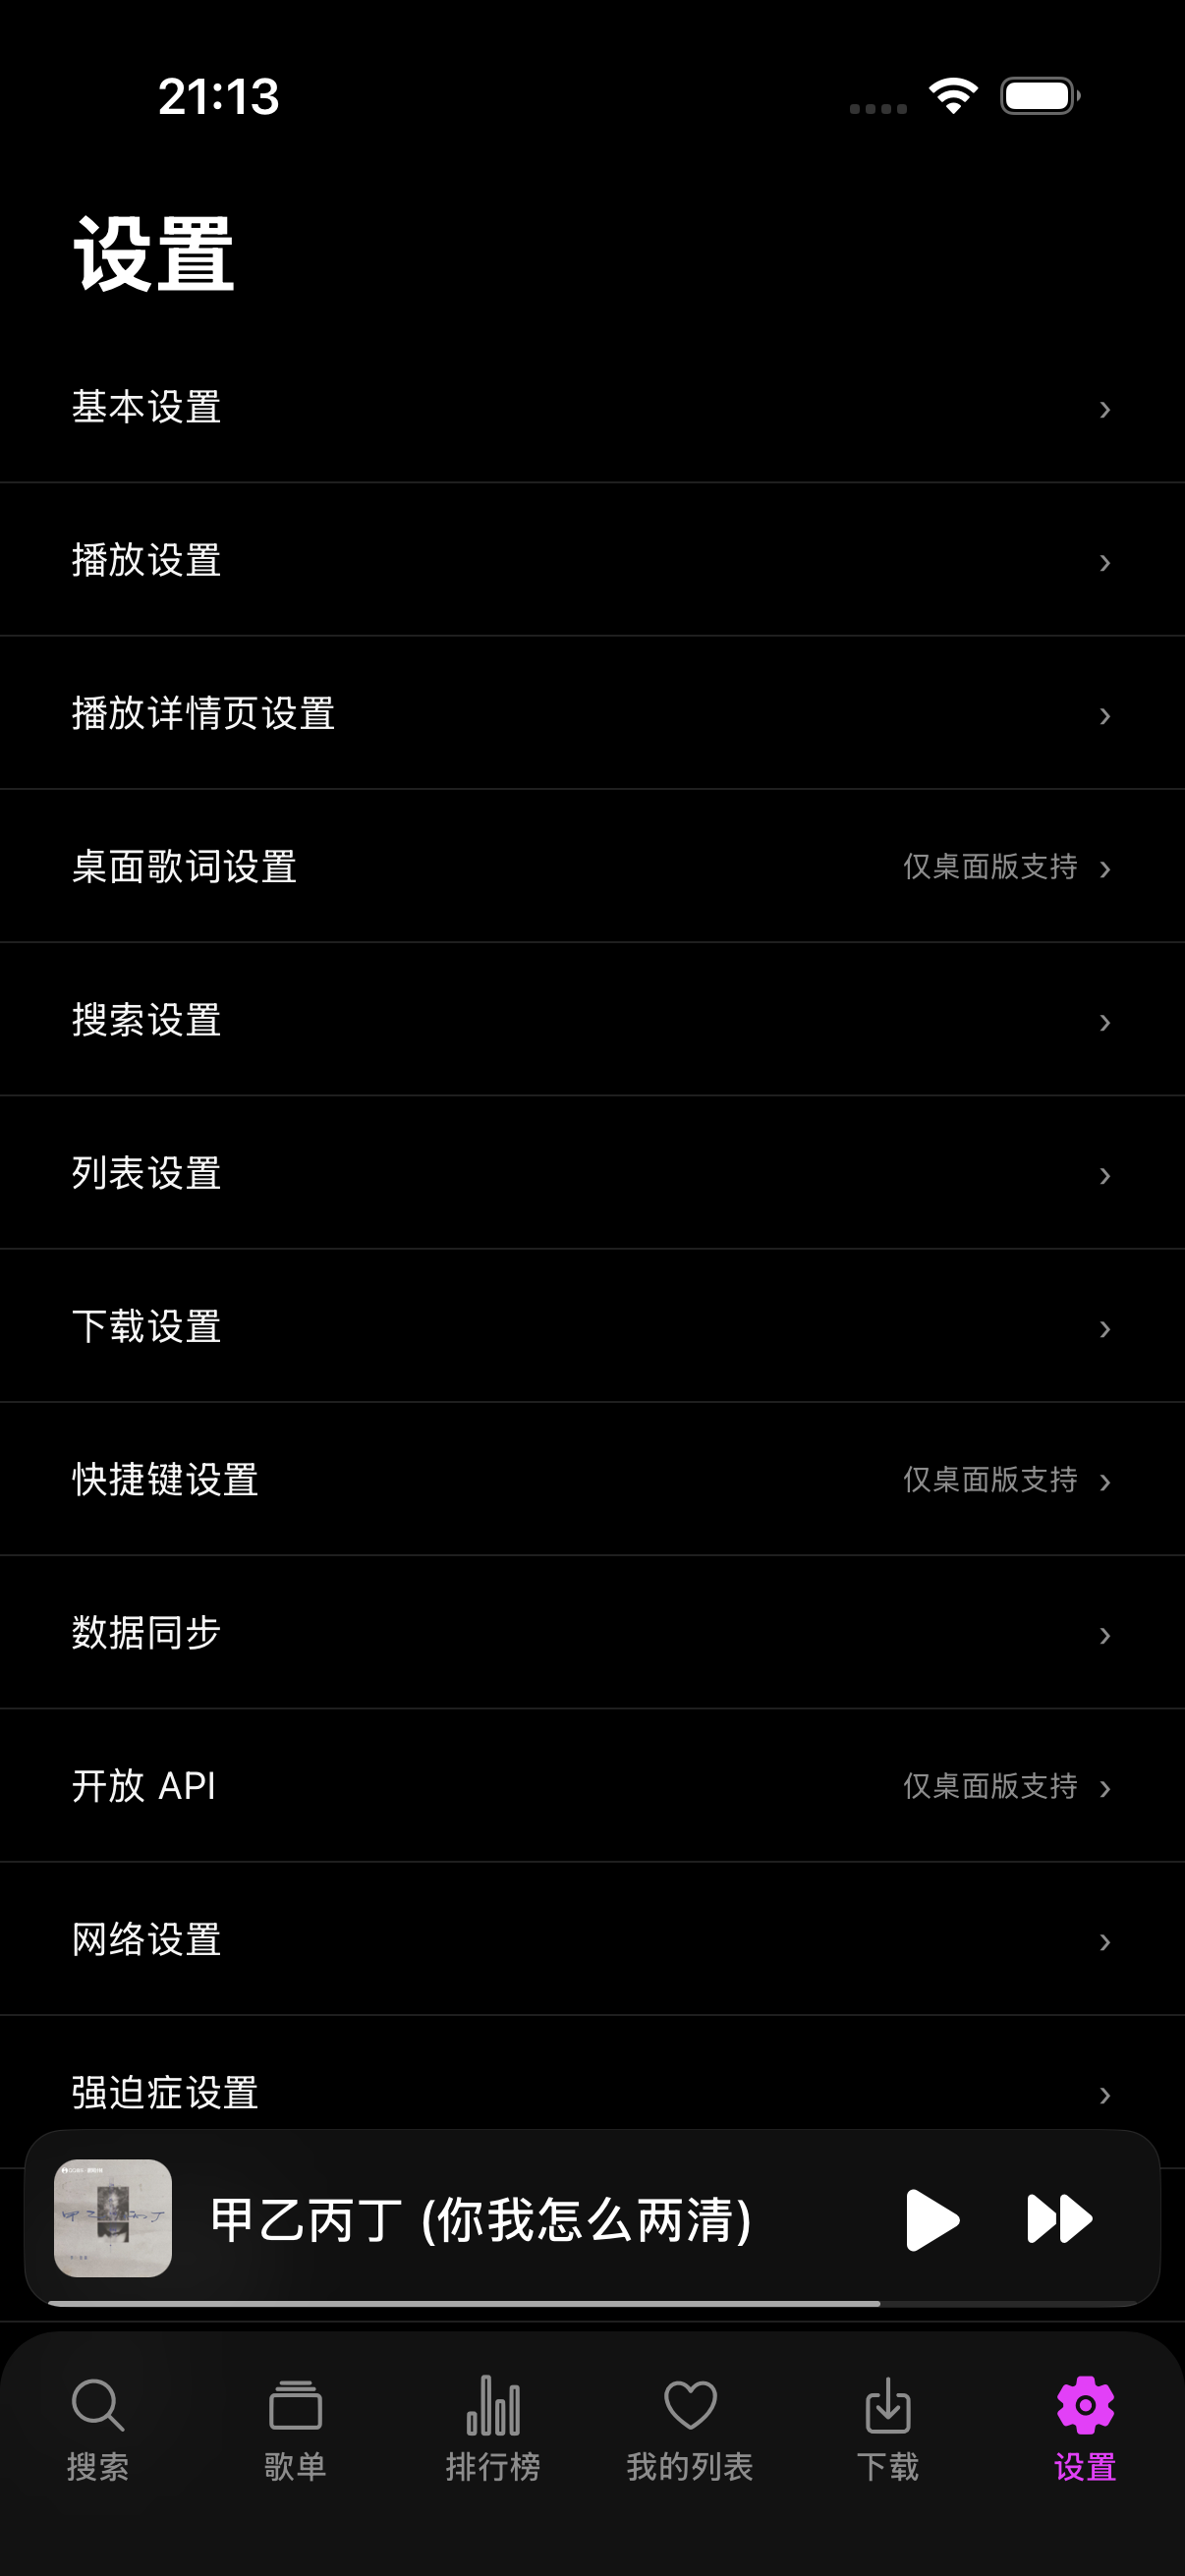 21:13
设置
基本设置
播放设置
播放详情页设置
桌面歌词设置 仅桌面版支持
搜索设置
列表设置
下载设置
快捷键设置 仅桌面版支持
数据同步
开放 API 仅桌面版支持
网络设置
强迫症设置
甲乙丙丁 (你我怎么两清)
搜索 歌单 排行榜 我的列表 下载 设置